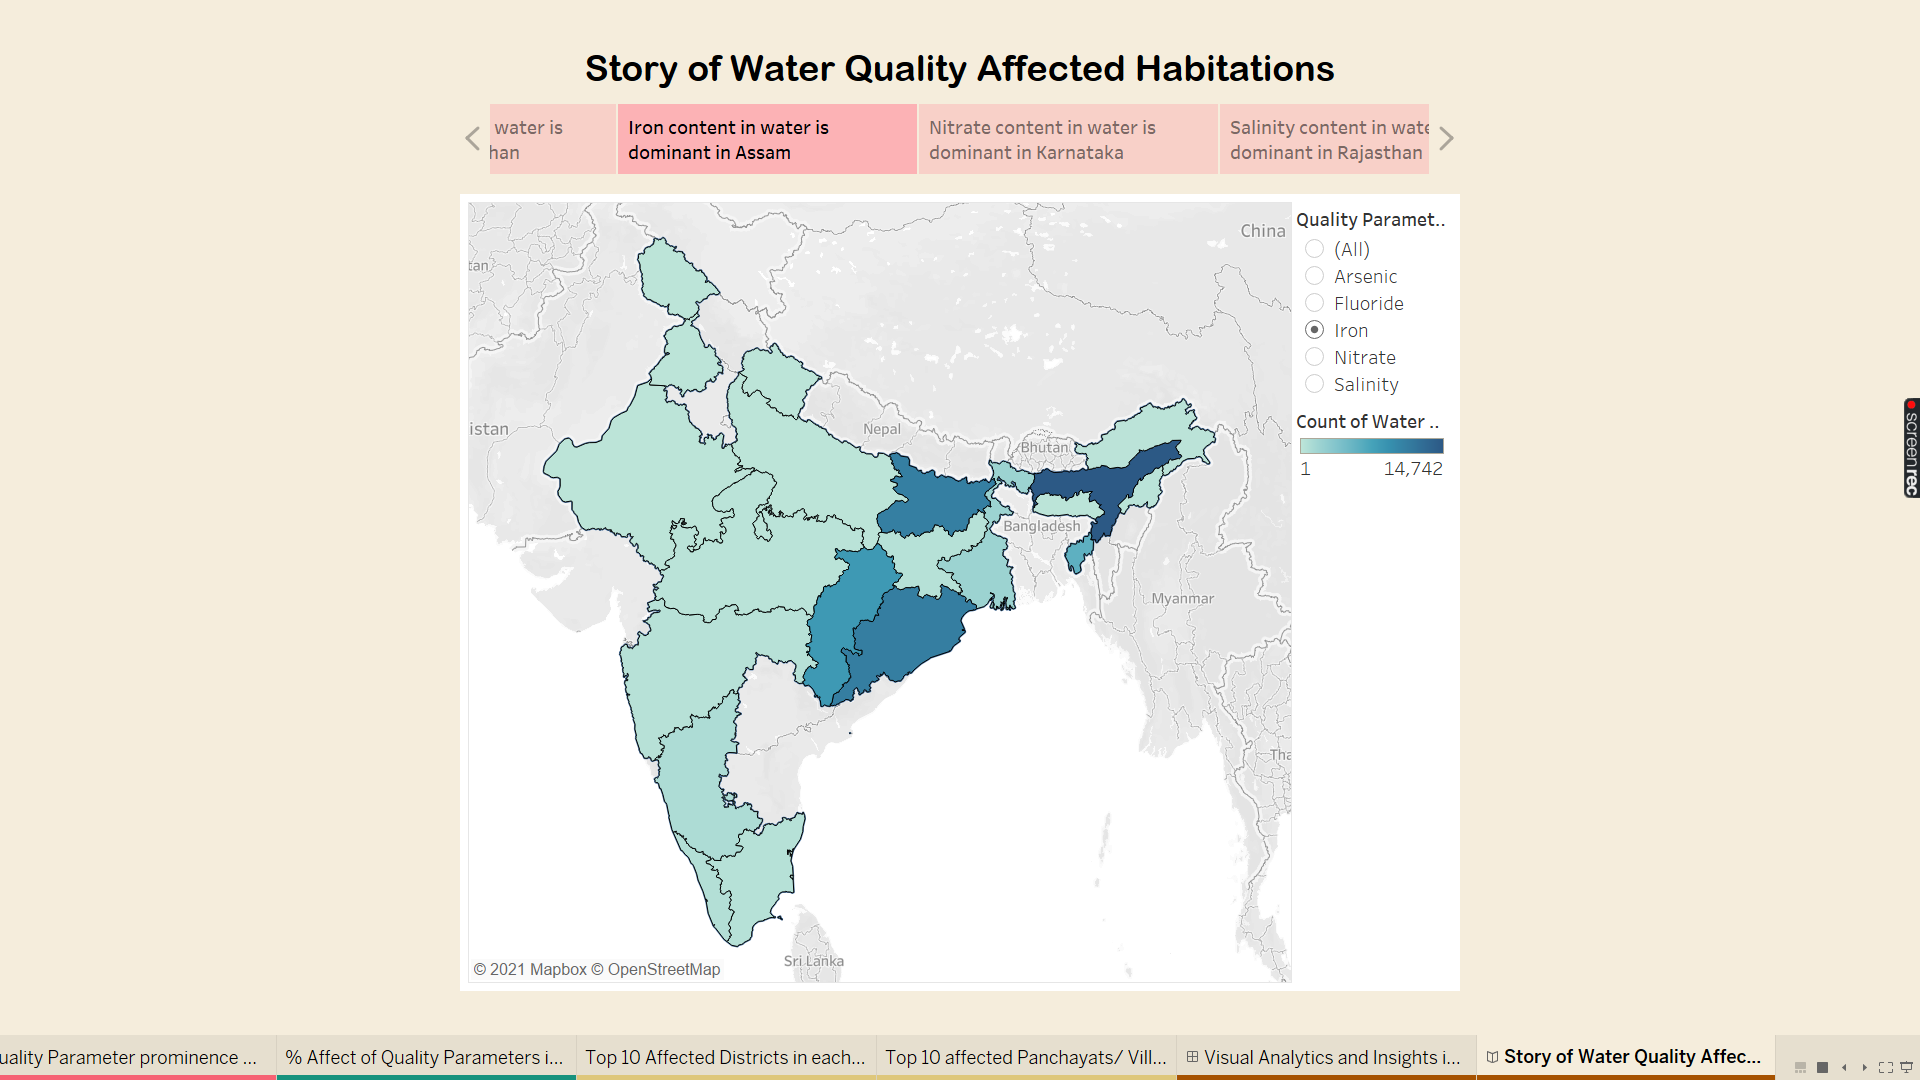 Story of Water Quality Affected Habitations
water is
han
Iron content in water is
dominant in Assam
Nitrate content in water is
dominant in Karnataka
Salinity content in wate
dominant in Rajasthan
China
tan
istan
Nepal
Bhutan
Bangladesh
Myanmar
Tha
Sri Lanka
© 2021 Mapbox © OpenStreetMap
Quality Paramet..
(All)
Arsenic
Fluoride
Iron
Nitrate
Salinity
Count of Water ..
1 14,742
screenrec
uality Parameter prominence ...
% Affect of Quality Parameters i...
Top 10 Affected Districts in each...
Top 10 affected Panchayats/ Vill...
Visual Analytics and Insights i...
Story of Water Quality Affec...